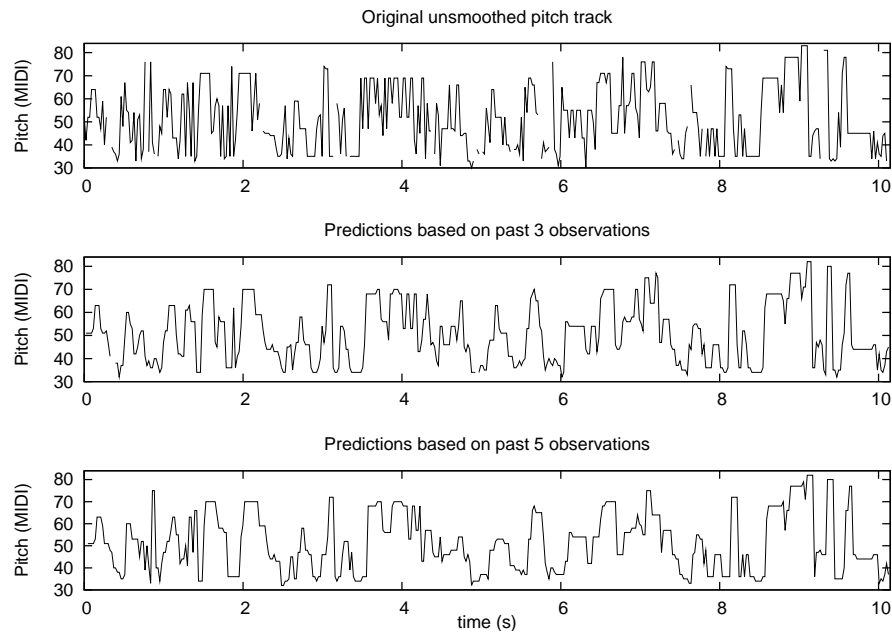 Original unsmoothed pitch track
Pitch (MIDI)
80
70
60
50
40
30
0 2 4 6 8 10
Predictions based on past 3 observations
Pitch (MIDI)
80
70
60
50
40
30
0 2 4 6 8 10
Predictions based on past 5 observations
Pitch (MIDI)
80
70
60
50
40
30
0 2 4 6 8 10
time (s)